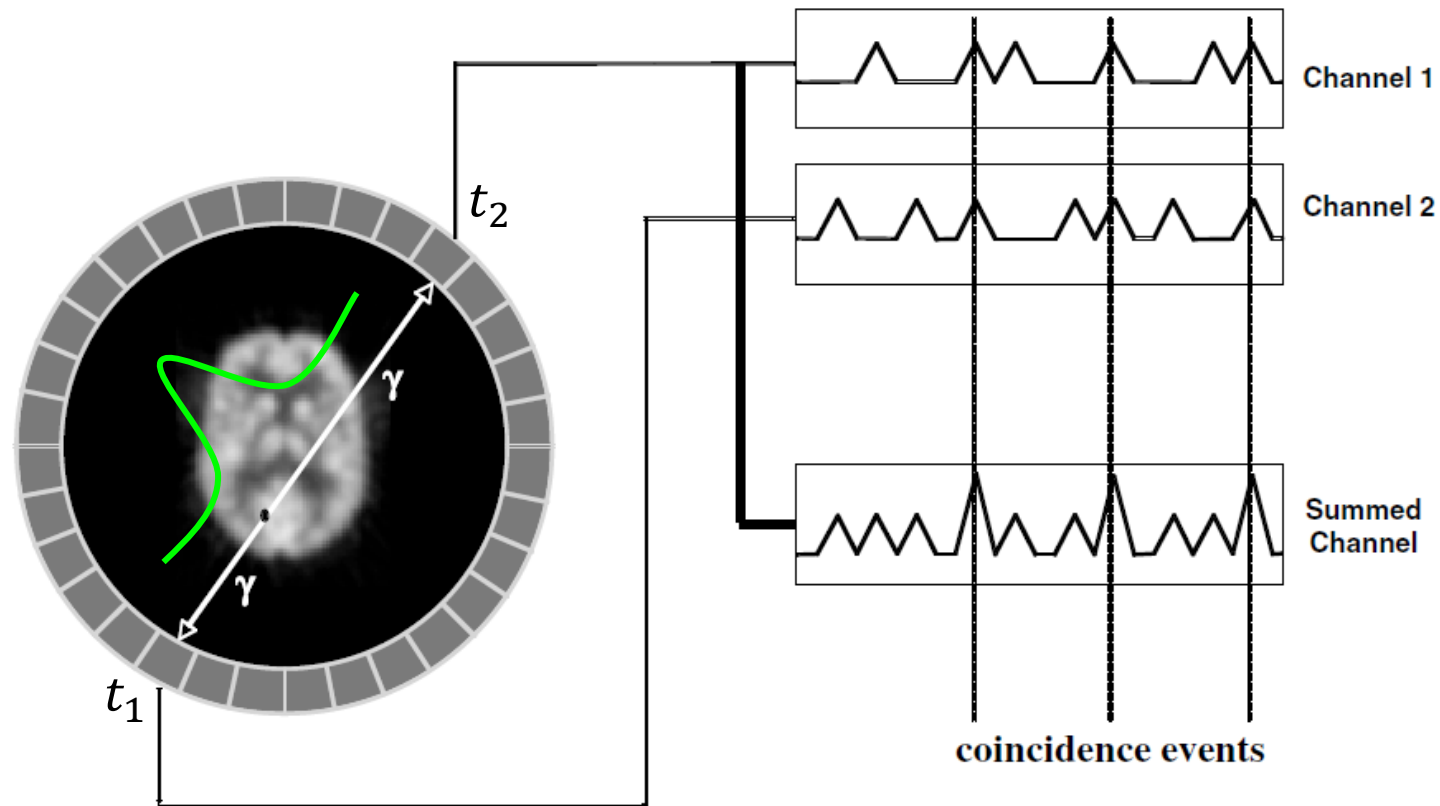 Channel 1
t₂
Channel 2
γ
Summed
Channel
γ
t₁
coincidence events